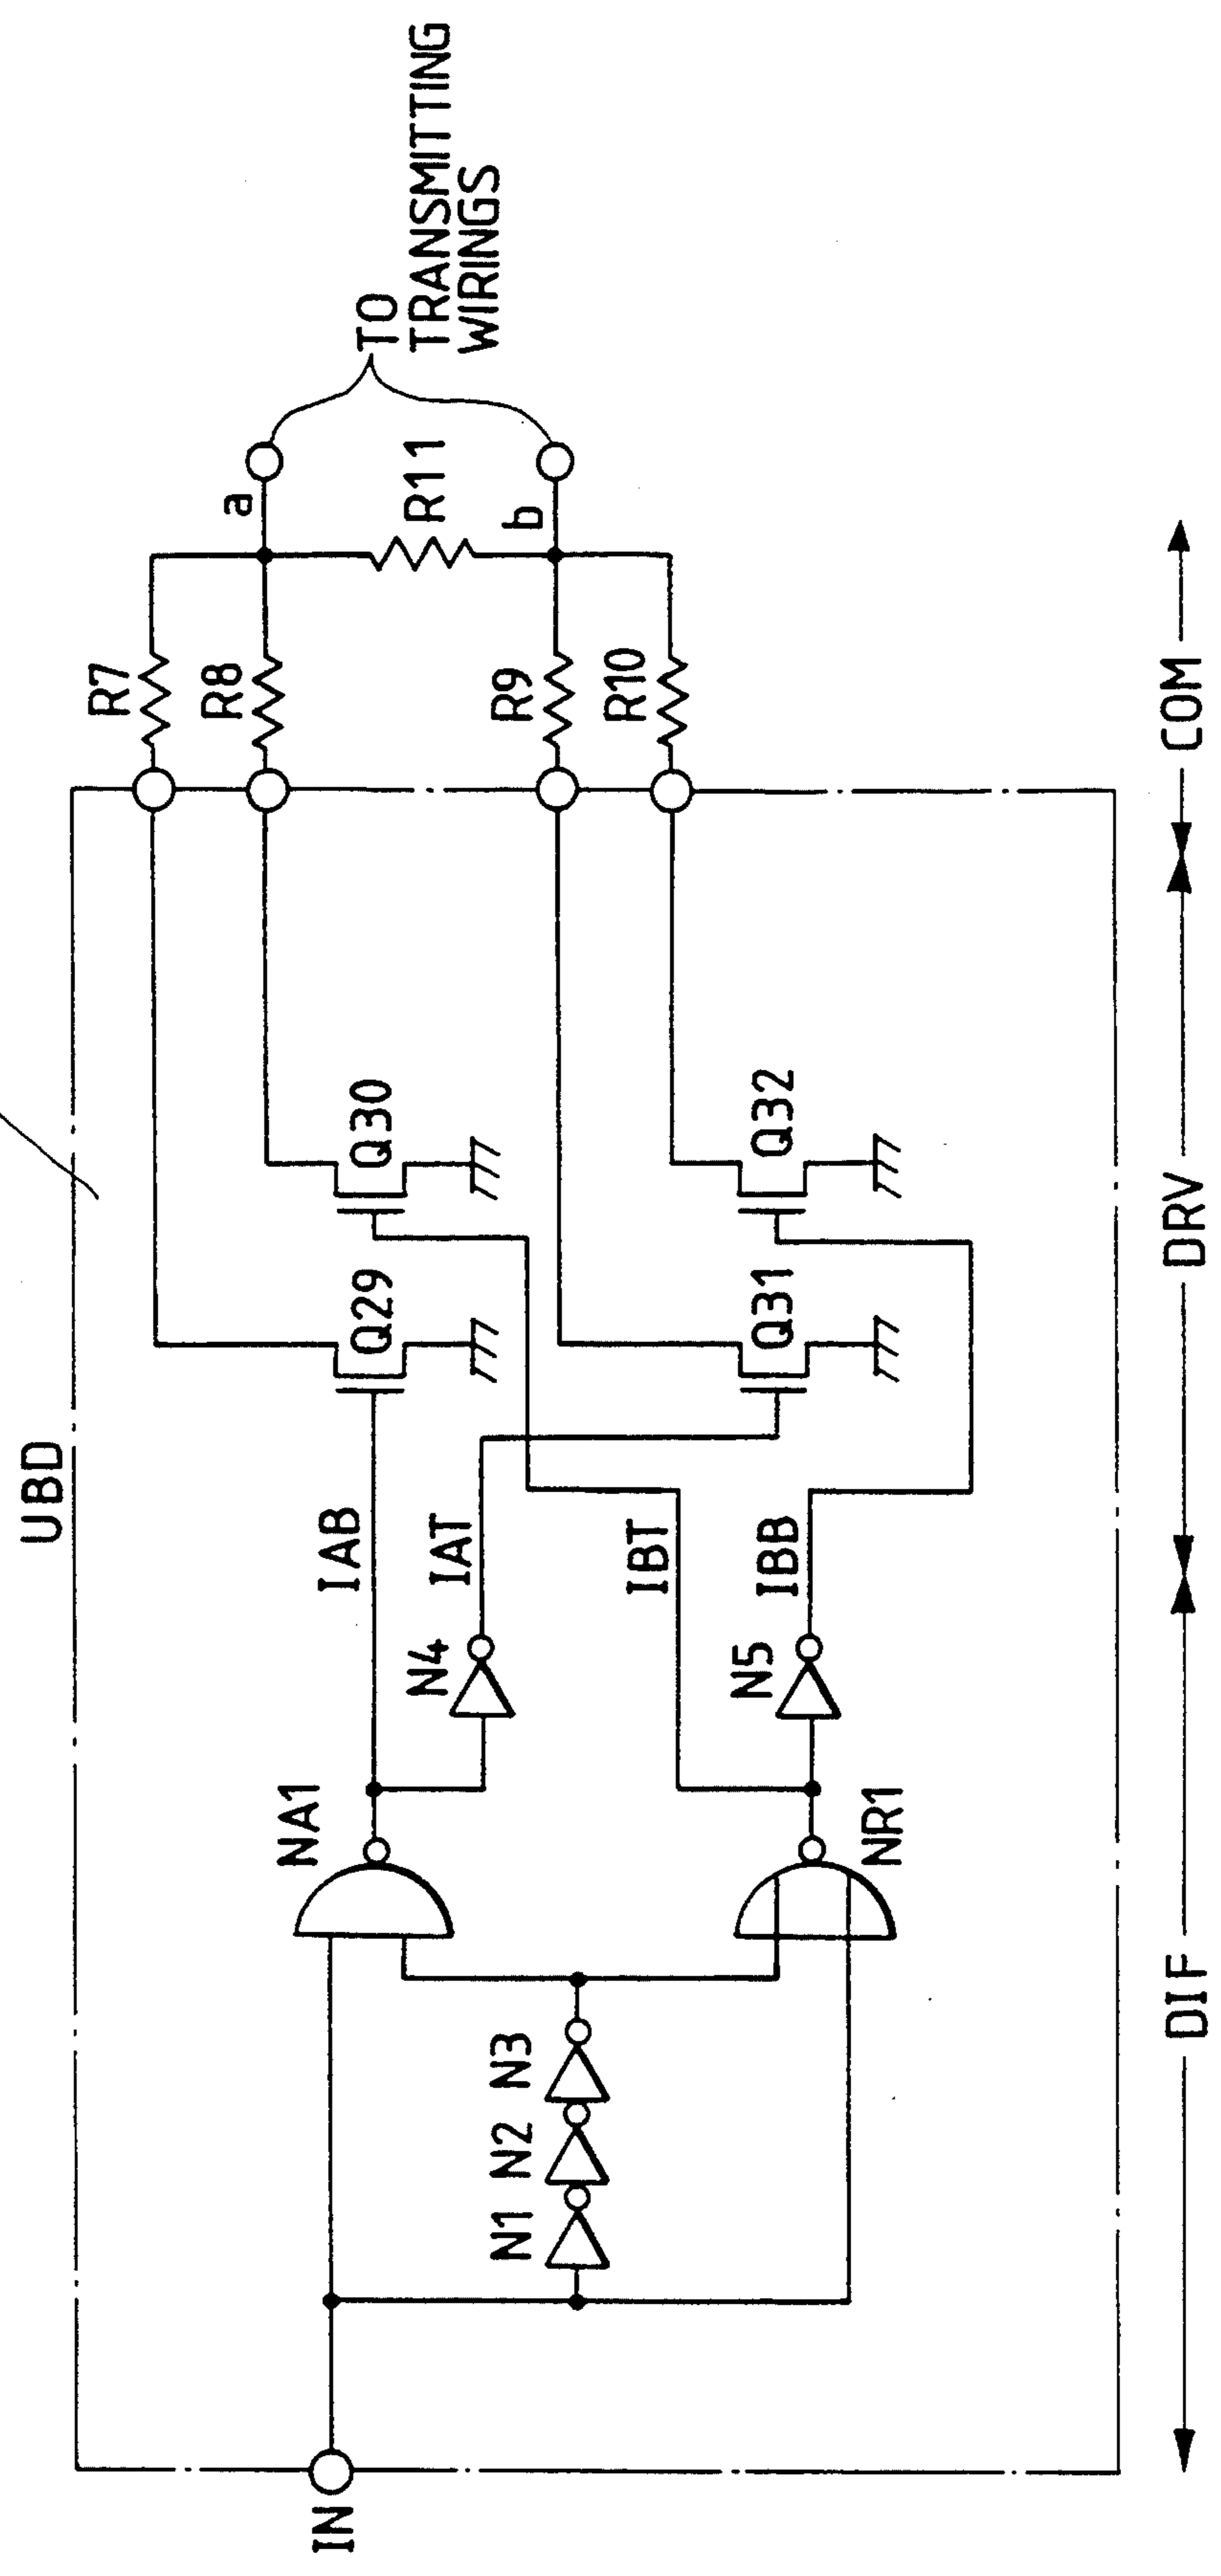 UBD
IN
N1
N2
N3
NA1
NR1
N4
N5
IAB
IAT
IBT
IBB
Q29
Q30
Q31
Q32
R7
R8
R9
R10
R11
a
b
TO
TRANSMITTING
WIRINGS
DIF
DRV
COM